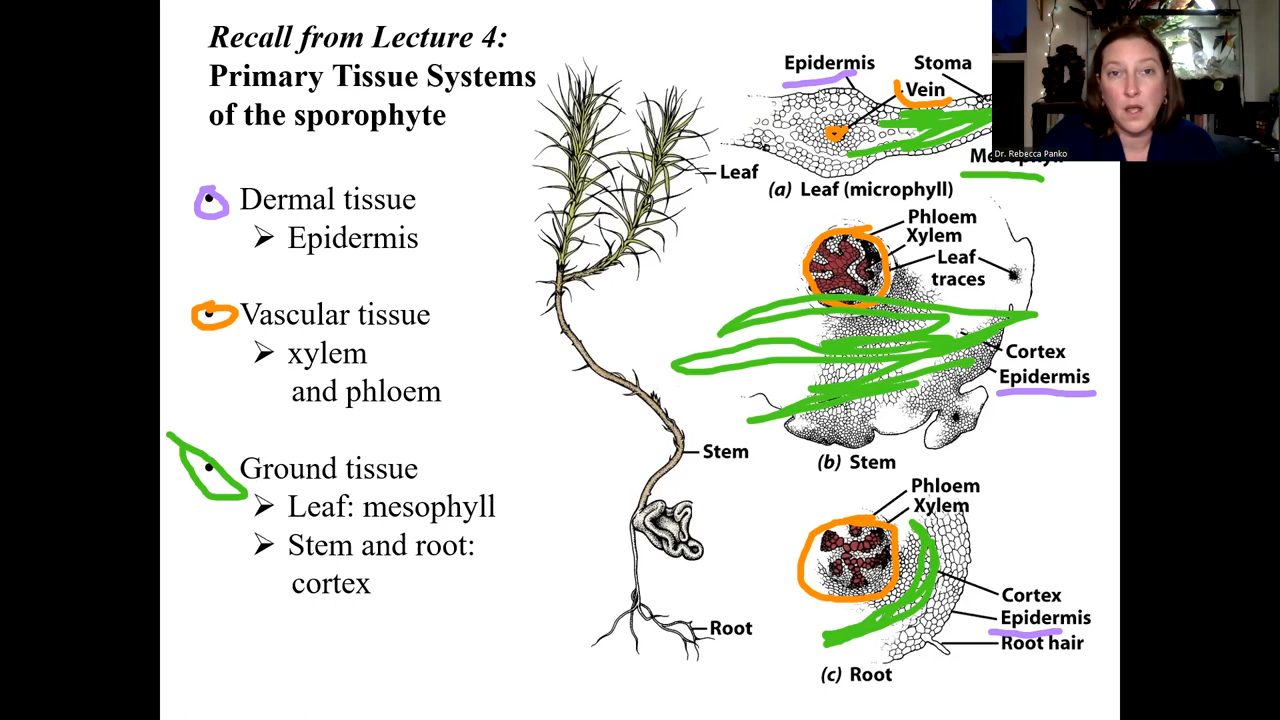 Recall from Lecture 4:
Primary Tissue Systems
of the sporophyte
Dermal tissue
Epidermis
Vascular tissue
xylem
and phloem
Ground tissue
Leaf: mesophyll
Stem and root:
cortex
Leaf
Stem
Root
Epidermis
Stoma
Vein
Mesophyll
(a) Leaf (microphyll)
Phloem
Xylem
Leaf
traces
Cortex
Epidermis
(b) Stem
Phloem
Xylem
Cortex
Epidermis
Root hair
(c) Root
Dr. Rebecca Panko